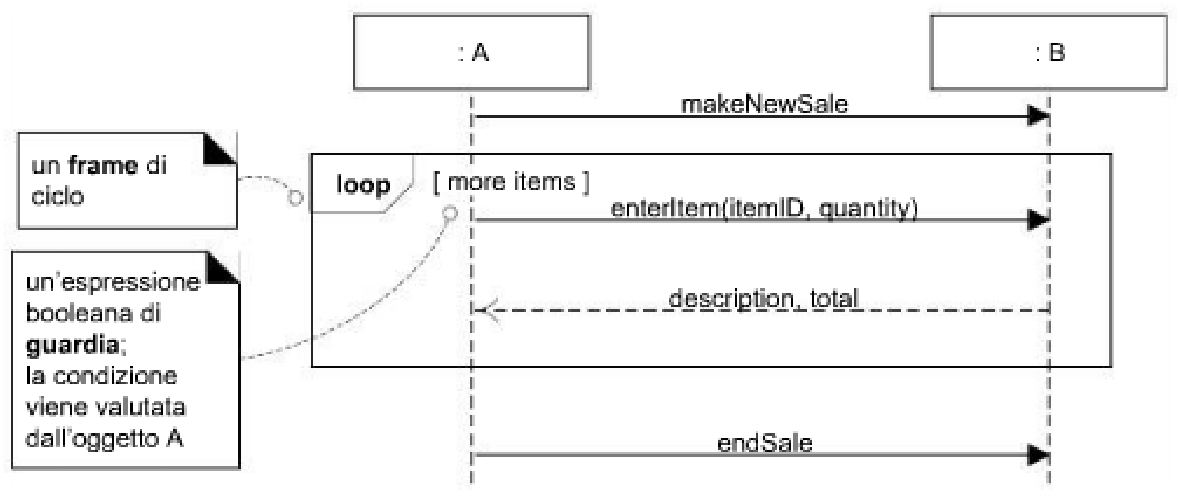 : A
: B
makeNewSale
un frame di
ciclo
loop
[ more items ]
enterItem(itemID, quantity)
un'espressione
booleana di
guardia;
la condizione
viene valutata
dall'oggetto A
description, total
endSale